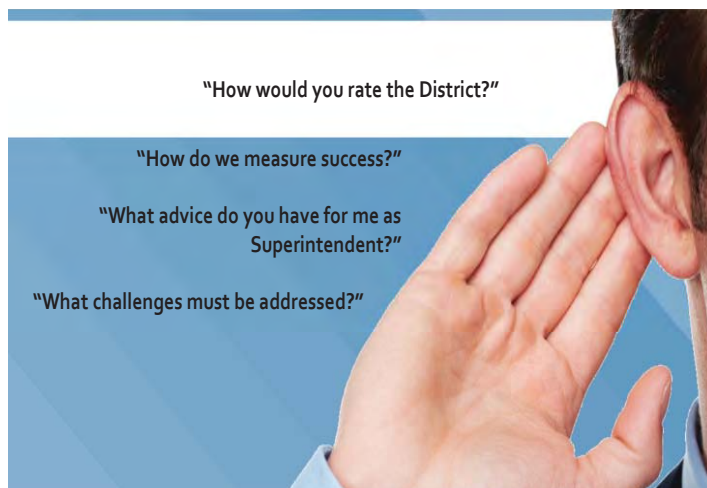 “How would you rate the District?”
“How do we measure success?”
“What advice do you have for me as
Superintendent?”
“What challenges must be addressed?”